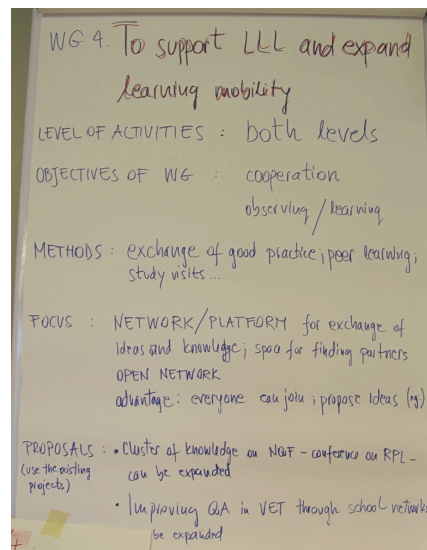 WG 4. To support LLL and expand
learning mobility
LEVEL OF ACTIVITIES : both levels
OBJECTIVES OF WG : cooperation
observing / learning
METHODS : exchange of good practice ; peer learning ;
study visits ...
FOCUS : NETWORK/PLATFORM for exchange of
ideas and knowledge ; space for finding partners
OPEN NETWORK
advantage : everyone can join ; propose ideas (eg.)
PROPOSALS : • Cluster of knowledge on NQF - conference on RPL -
(use the existing can be expanded
projects)
• Improving QA in VET through school networks
be expanded